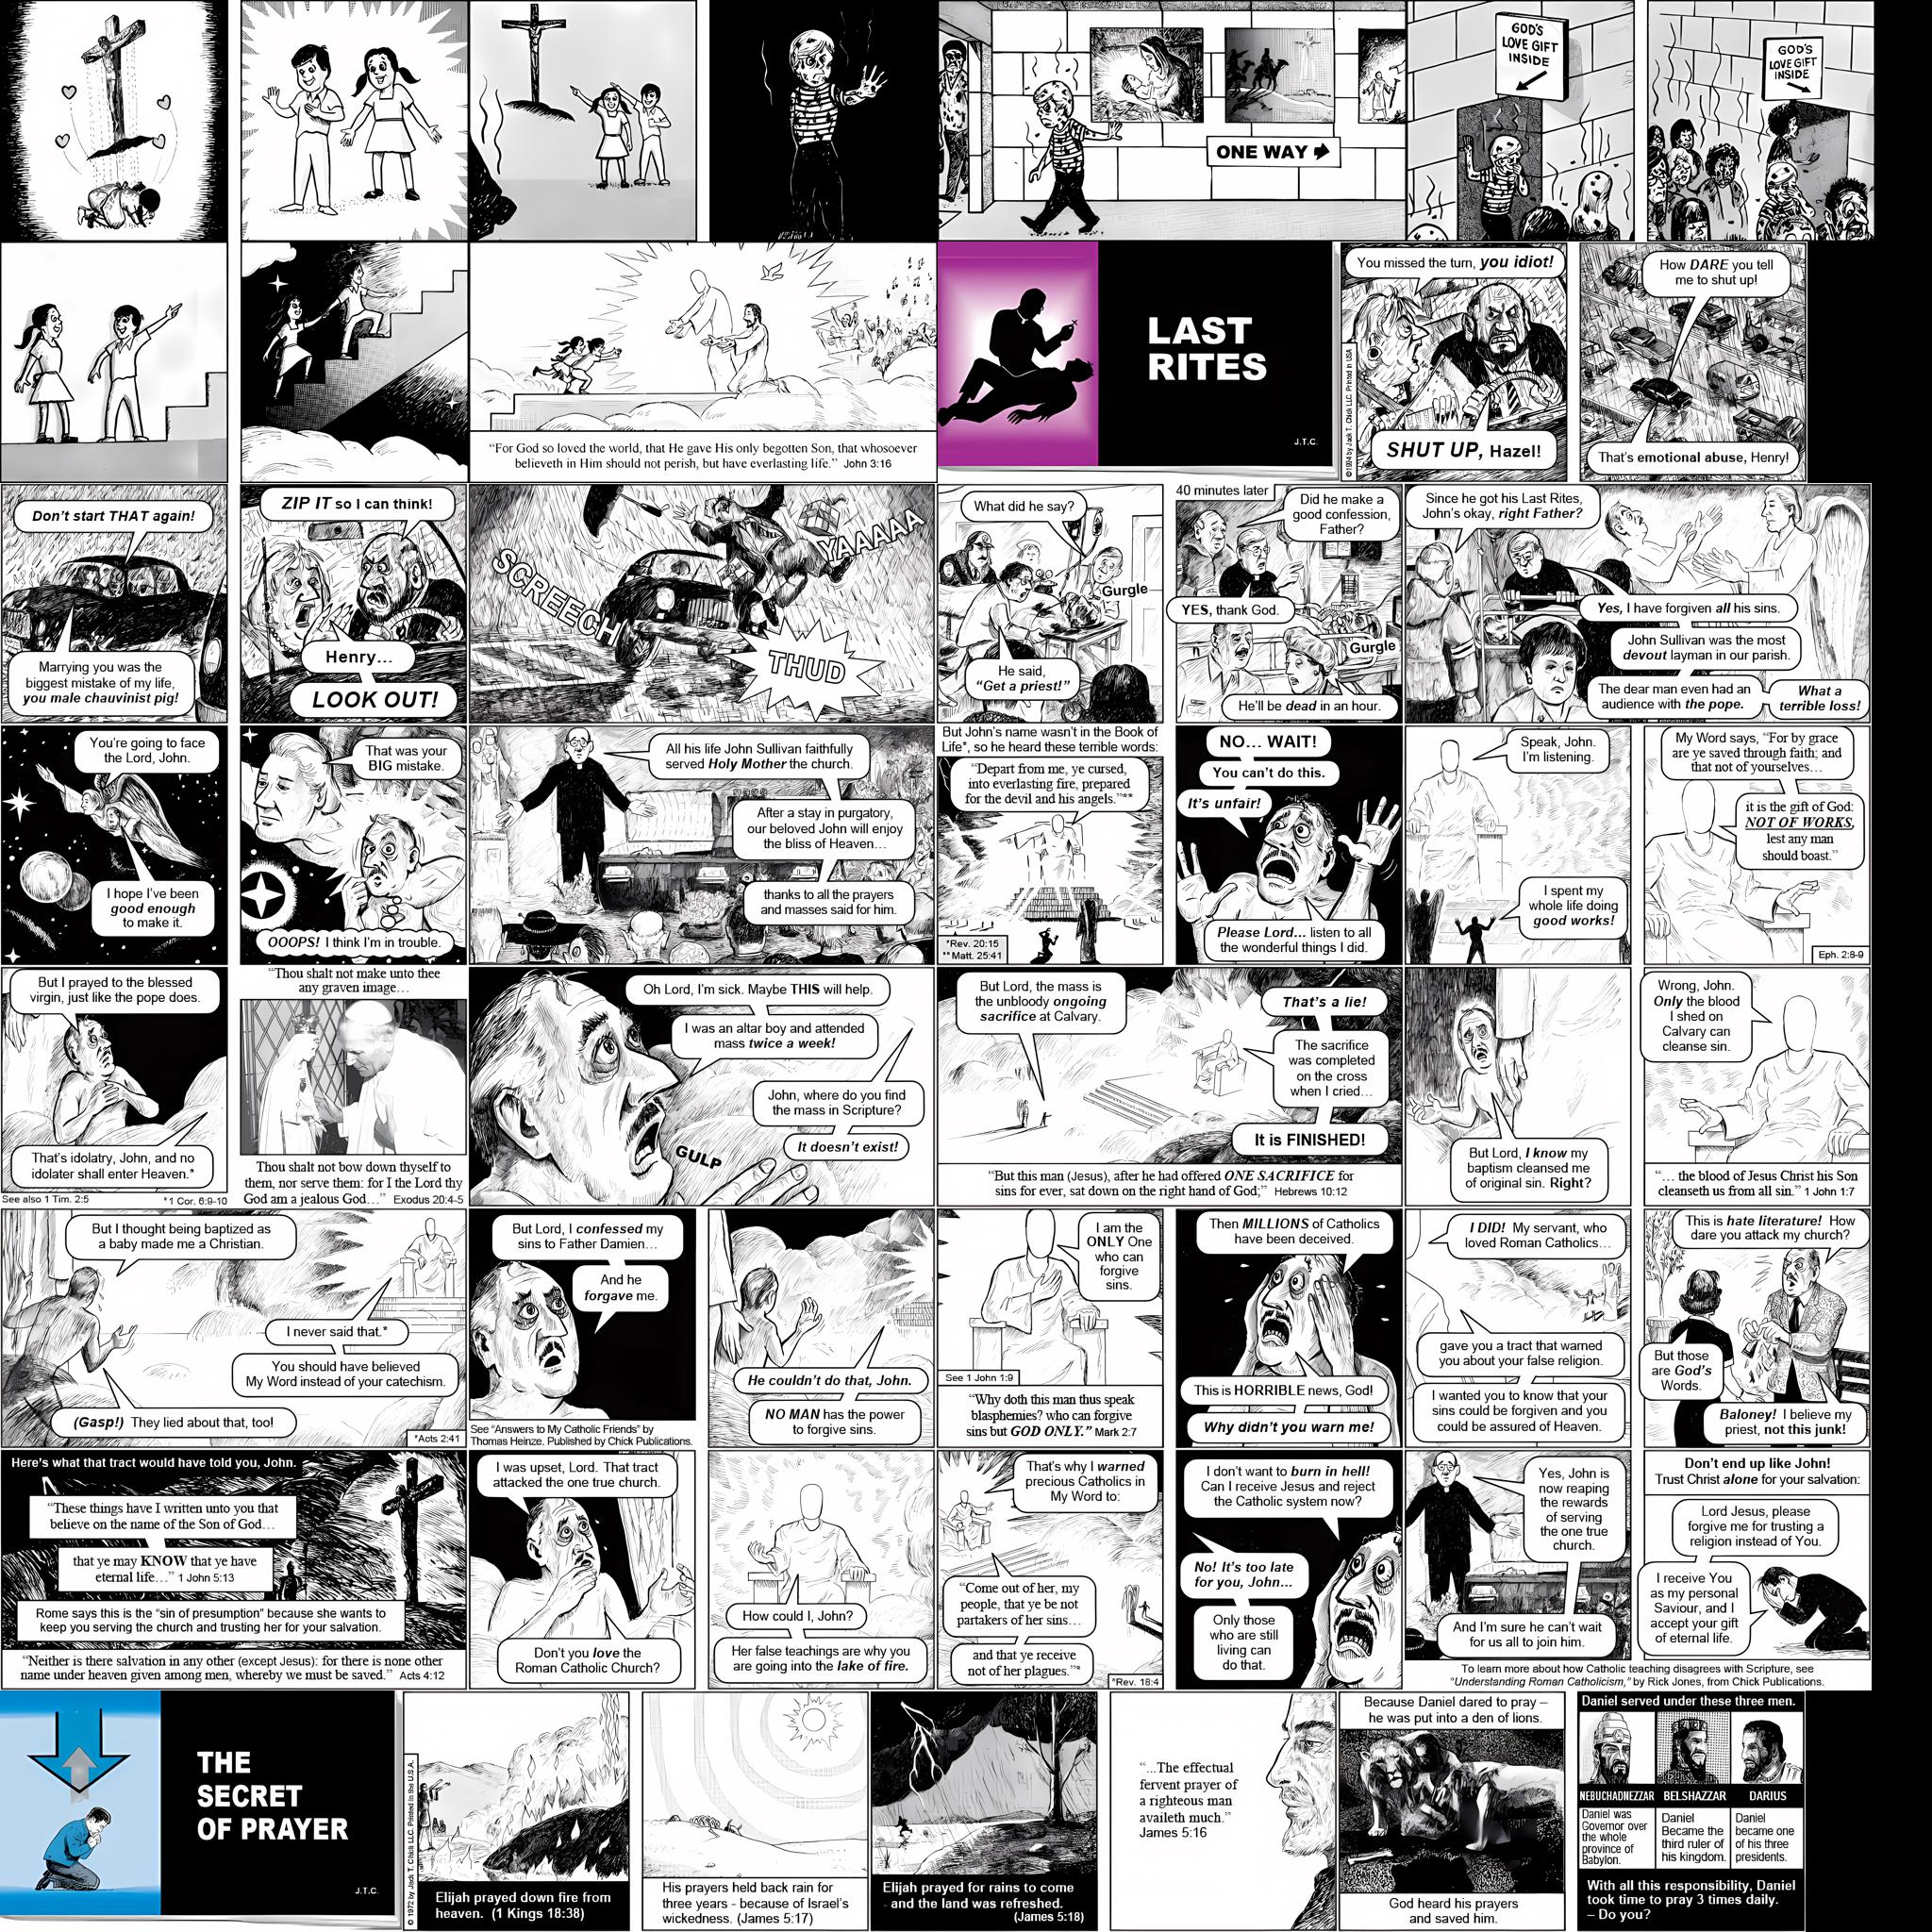 GOD'S
LOVE GIFT
INSIDE
GOD'S
LOVE GIFT
INSIDE
ONE WAY
"For God so loved the world, that He gave His only begotten Son, that whosoever
believeth in Him should not perish, but have everlasting life." John 3:16
LAST
RITES
J.T.C.
©1994 by Jack T. Chick LLC. Printed in USA
You missed the turn, you idiot!
SHUT UP, Hazel!
How DARE you tell
me to shut up!
That's emotional abuse, Henry!
Don't start THAT again!
Marrying you was the
biggest mistake of my life,
you male chauvinist pig!
ZIP IT so I can think!
Henry...
LOOK OUT!
SCREECH
YAAAAA
THUD
What did he say?
Gurgle
He said,
"Get a priest!"
40 minutes later
Did he make a
good confession,
Father?
YES, thank God.
Gurgle
He'll be dead in an hour.
Since he got his Last Rites,
John's okay, right Father?
Yes, I have forgiven all his sins.
John Sullivan was the most
devout layman in our parish.
The dear man even had an
audience with the pope.
What a
terrible loss!
You're going to face
the Lord, John.
I hope I've been
good enough
to make it.
That was your
BIG mistake.
OOOPS! I think I'm in trouble.
All his life John Sullivan faithfully
served Holy Mother the church.
After a stay in purgatory,
our beloved John will enjoy
the bliss of Heaven...
thanks to all the prayers
and masses said for him.
But John's name wasn't in the Book of
Life*, so he heard these terrible words:
"Depart from me, ye cursed,
into everlasting fire, prepared
for the devil and his angels."**
*Rev. 20:15
**Matt. 25:41
NO... WAIT!
You can't do this.
It's unfair!
Please Lord... listen to all
the wonderful things I did.
Speak, John.
I'm listening.
I spent my
whole life doing
good works!
My Word says, "For by grace
are ye saved through faith; and
that not of yourselves...
it is the gift of God:
NOT OF WORKS,
lest any man
should boast."
Eph. 2:8-9
But I prayed to the blessed
virgin, just like the pope does.
That's idolatry, John, and no
idolater shall enter Heaven.*
See also 1 Tim. 2:5
*1 Cor. 6:9-10
"Thou shalt not make unto thee
any graven image...
Thou shalt not bow down thyself to
them, nor serve them: for I the Lord thy
God am a jealous God..." Exodus 20:4-5
Oh Lord, I'm sick. Maybe THIS will help.
I was an altar boy and attended
mass twice a week!
John, where do you find
the mass in Scripture?
It doesn't exist!
GULP
But Lord, the mass is
the unbloody ongoing
sacrifice at Calvary.
That's a lie!
The sacrifice
was completed
on the cross
when I cried...
It is FINISHED!
"But this man (Jesus), after he had offered ONE SACRIFICE for
sins for ever, sat down on the right hand of God;" Hebrews 10:12
But Lord, I know my
baptism cleansed me
of original sin. Right?
Wrong, John.
Only the blood
I shed on
Calvary can
cleanse sin.
"... the blood of Jesus Christ his Son
cleanseth us from all sin." 1 John 1:7
But I thought being baptized as
a baby made me a Christian.
I never said that.*
You should have believed
My Word instead of your catechism.
(Gasp!) They lied about that, too!
*Acts 2:41
But Lord, I confessed my
sins to Father Damien...
And he
forgave me.
See "Answers to My Catholic Friends" by
Thomas Heinze. Published by Chick Publications.
He couldn't do that, John.
NO MAN has the power
to forgive sins.
I am the
ONLY One
who can
forgive
sins.
See 1 John 1:9
"Why doth this man thus speak
blasphemies? who can forgive
sins but GOD ONLY." Mark 2:7
Then MILLIONS of Catholics
have been deceived.
This is HORRIBLE news, God!
Why didn't you warn me!
I DID! My servant, who
loved Roman Catholics...
gave you a tract that warned
you about your false religion.
I wanted you to know that your
sins could be forgiven and you
could be assured of Heaven.
This is hate literature! How
dare you attack my church?
But those
are God's
Words.
Baloney! I believe my
priest, not this junk!
Here's what that tract would have told you, John.
"These things have I written unto you that
believe on the name of the Son of God...
that ye may KNOW that ye have
eternal life..." 1 John 5:13
Rome says this is the "sin of presumption" because she wants to
keep you serving the church and trusting her for your salvation.
"Neither is there salvation in any other (except Jesus): for there is none other
name under heaven given among men, whereby we must be saved." Acts 4:12
I was upset, Lord. That tract
attacked the one true church.
Don't you love the
Roman Catholic Church?
How could I, John?
Her false teachings are why you
are going into the lake of fire.
That's why I warned
precious Catholics in
My Word to:
"Come out of her, my
people, that ye be not
partakers of her sins...
and that ye receive
not of her plagues."*
*Rev. 18:4
I don't want to burn in hell!
Can I receive Jesus and reject
the Catholic system now?
No! It's too late
for you, John...
Only those
who are still
living can
do that.
Yes, John is
now reaping
the rewards
of serving
the one true
church.
And I'm sure he can't wait
for us all to join him.
Don't end up like John!
Trust Christ alone for your salvation:
Lord Jesus, please
forgive me for trusting a
religion instead of You.
I receive You
as my personal
Saviour, and I
accept your gift
of eternal life.
To learn more about how Catholic teaching disagrees with Scripture, see
"Understanding Roman Catholicism," by Rick Jones, from Chick Publications.
THE
SECRET
OF PRAYER
J.T.C.
© 1972 by Jack T. Chick LLC. Printed in the U.S.A.
Elijah prayed down fire from
heaven. (1 Kings 18:38)
His prayers held back rain for
three years - because of Israel's
wickedness. (James 5:17)
Elijah prayed for rains to come
and the land was refreshed.
(James 5:18)
"...The effectual
fervent prayer of
a righteous man
availeth much."
James 5:16
Because Daniel dared to pray –
he was put into a den of lions.
God heard his prayers
and saved him.
Daniel served under these three men.
NEBUCHADNEZZAR BELSHAZZAR DARIUS
Daniel was
Governor over
the whole
province of
Babylon.
Daniel
Became the
third ruler of
his kingdom.
Daniel
became one
of his three
presidents.
With all this responsibility, Daniel
took time to pray 3 times daily.
– Do you?